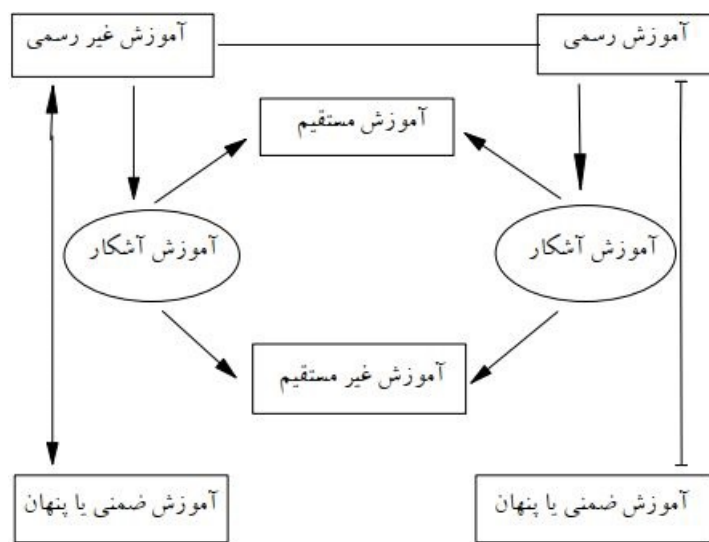 آموزش رسمی
آموزش غیر رسمی
آموزش مستقیم
آموزش آشکار
آموزش آشکار
آموزش غیر مستقیم
آموزش ضمنی یا پنهان
آموزش ضمنی یا پنهان